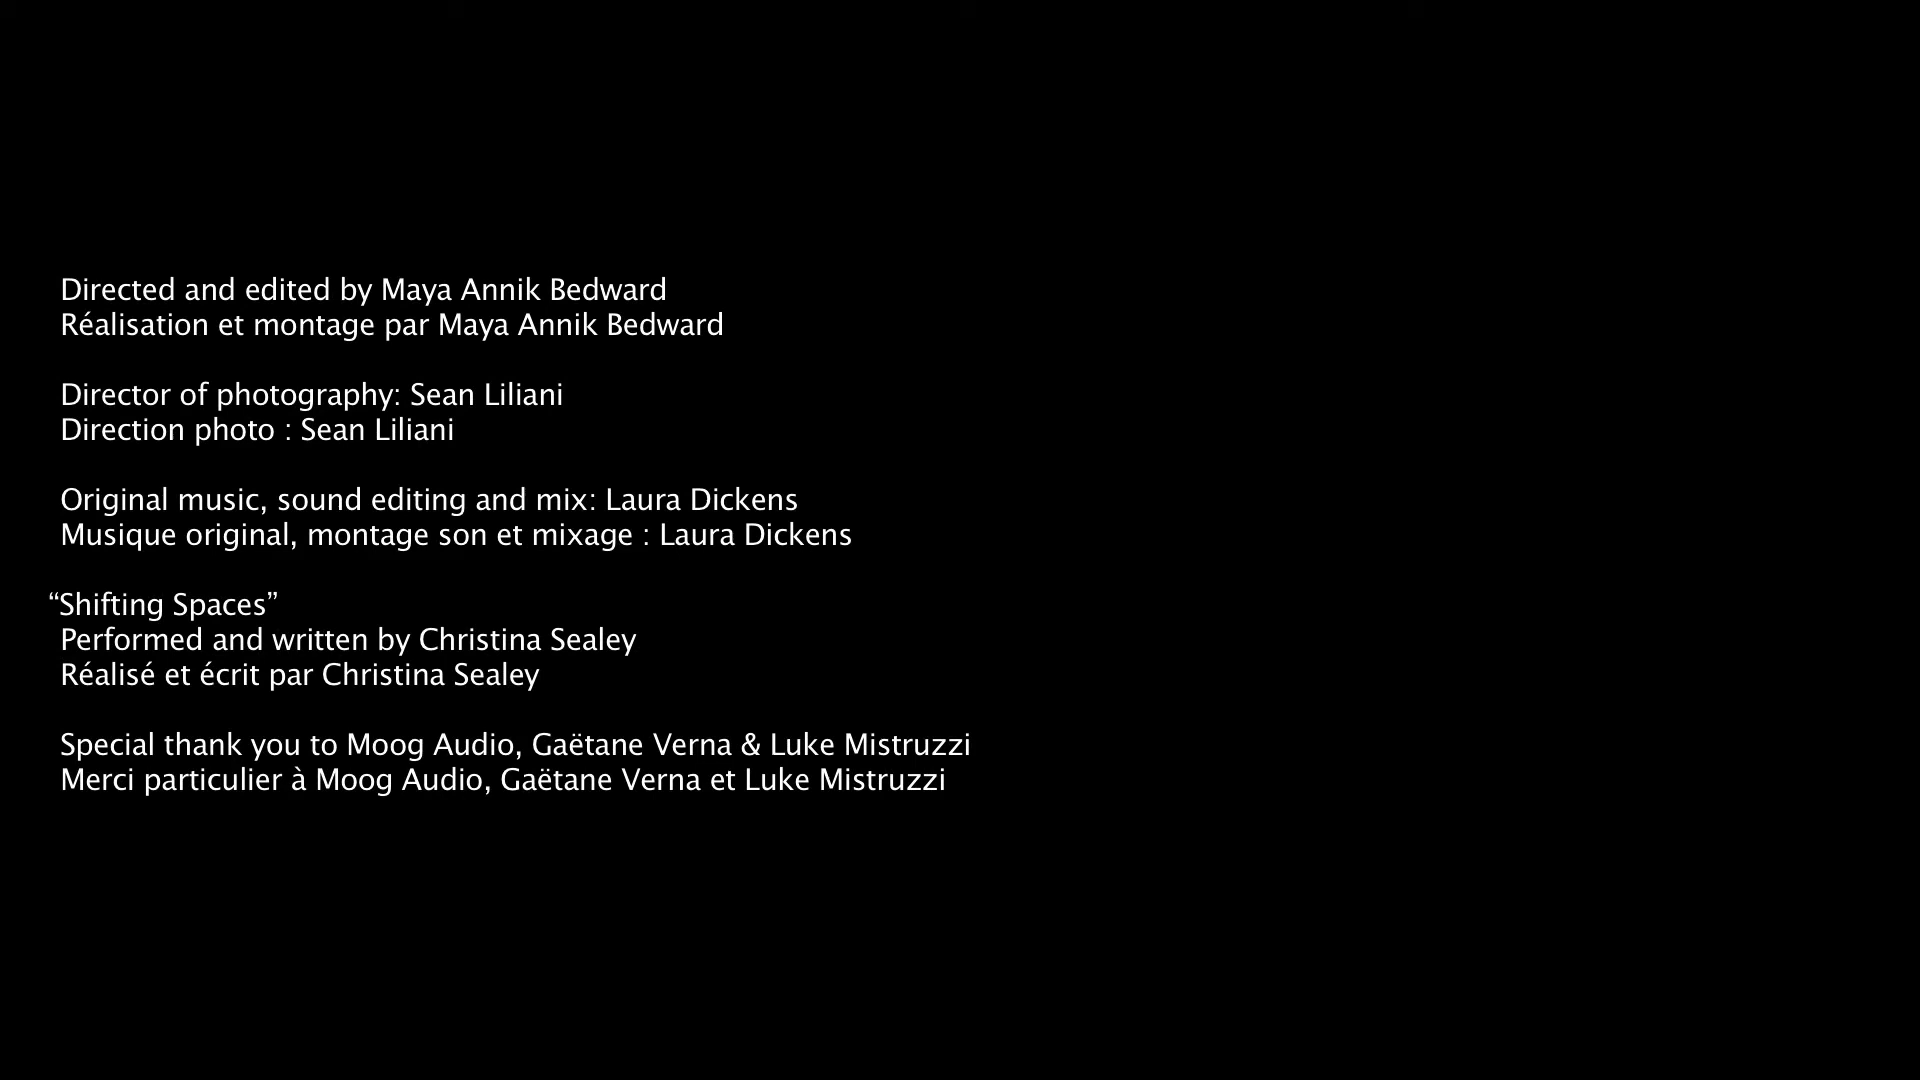 Directed and edited by Maya Annik Bedward
Réalisation et montage par Maya Annik Bedward
Director of photography: Sean Liliani
Direction photo : Sean Liliani
Original music, sound editing and mix: Laura Dickens
Musique original, montage son et mixage : Laura Dickens
“Shifting Spaces”
Performed and written by Christina Sealey
Réalisé et écrit par Christina Sealey
Special thank you to Moog Audio, Gaëtane Verna & Luke Mistruzzi
Merci particulier à Moog Audio, Gaëtane Verna et Luke Mistruzzi